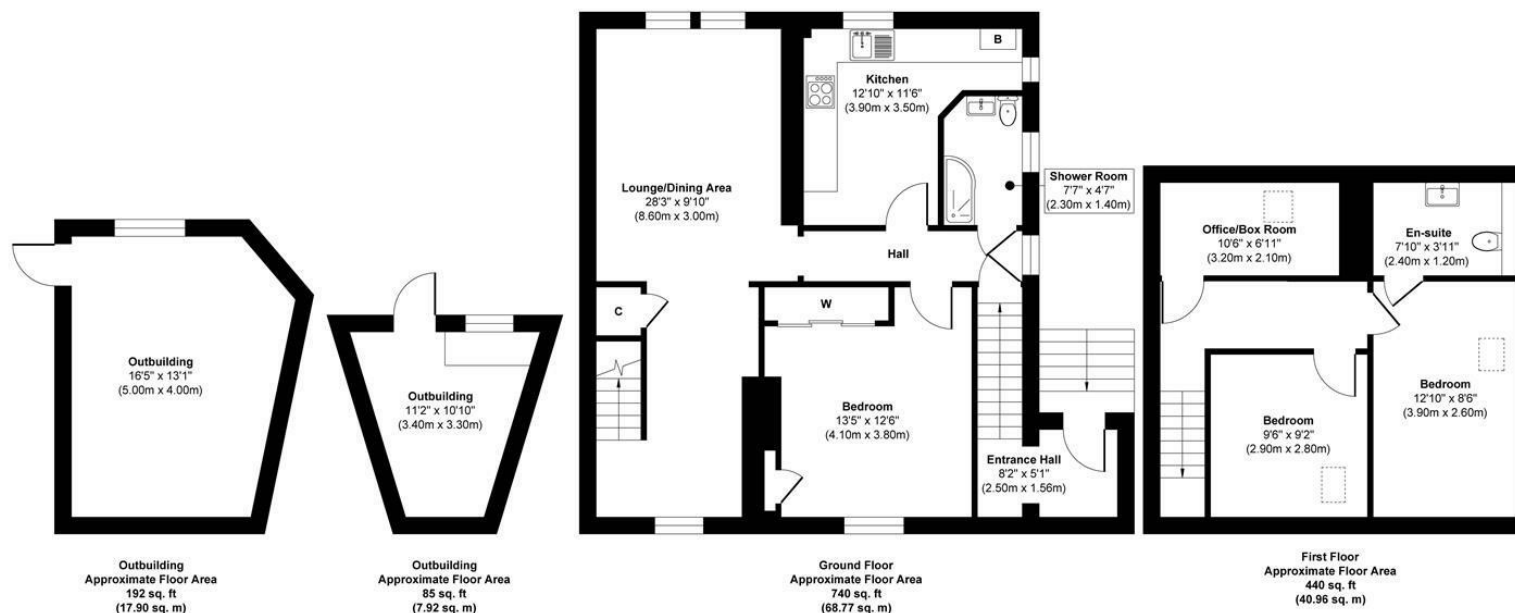 Outbuilding
16'5" x 13'1"
(5.00m x 4.00m)
Outbuilding
Approximate Floor Area
192 sq. ft
(17.90 sq. m)
Outbuilding
11'2" x 10'10"
(3.40m x 3.30m)
Outbuilding
Approximate Floor Area
85 sq. ft
(7.92 sq. m)
B
Kitchen
12'10" x 11'6"
(3.90m x 3.50m)
Lounge/Dining Area
28'3" x 9'10"
(8.60m x 3.00m)
Shower Room
7'7" x 4'7"
(2.30m x 1.40m)
Hall
C
W
Bedroom
13'5" x 12'6"
(4.10m x 3.80m)
Entrance Hall
8'2" x 5'1"
(2.50m x 1.56m)
Ground Floor
Approximate Floor Area
740 sq. ft
(68.77 sq. m)
Office/Box Room
10'6" x 6'11"
(3.20m x 2.10m)
En-suite
7'10" x 3'11"
(2.40m x 1.20m)
Bedroom
12'10" x 8'6"
(3.90m x 2.60m)
Bedroom
9'6" x 9'2"
(2.90m x 2.80m)
First Floor
Approximate Floor Area
440 sq. ft
(40.96 sq. m)